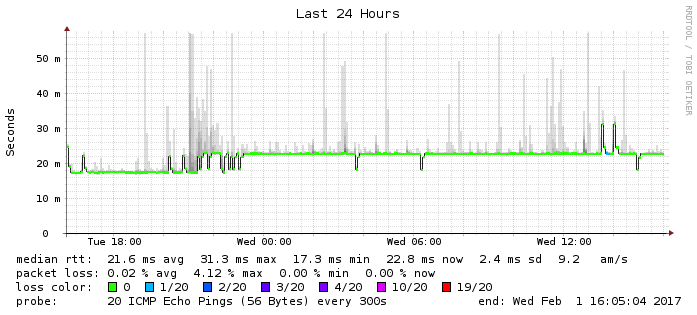 Last 24 Hours
RRDTOOL / TOBI OETIKER
Seconds
50 m
40 m
30 m
20 m
10 m
0
Tue 18:00 Wed 00:00 Wed 06:00 Wed 12:00
median rtt: 21.6 ms avg 31.3 ms max 17.3 ms min 22.8 ms now 2.4 ms sd 9.2 am/s
packet loss: 0.02 % avg 4.12 % max 0.00 % min 0.00 % now
loss color: 0 1/20 2/20 3/20 4/20 10/20 19/20
probe: 20 ICMP Echo Pings (56 Bytes) every 300s end: Wed Feb 1 16:05:04 2017